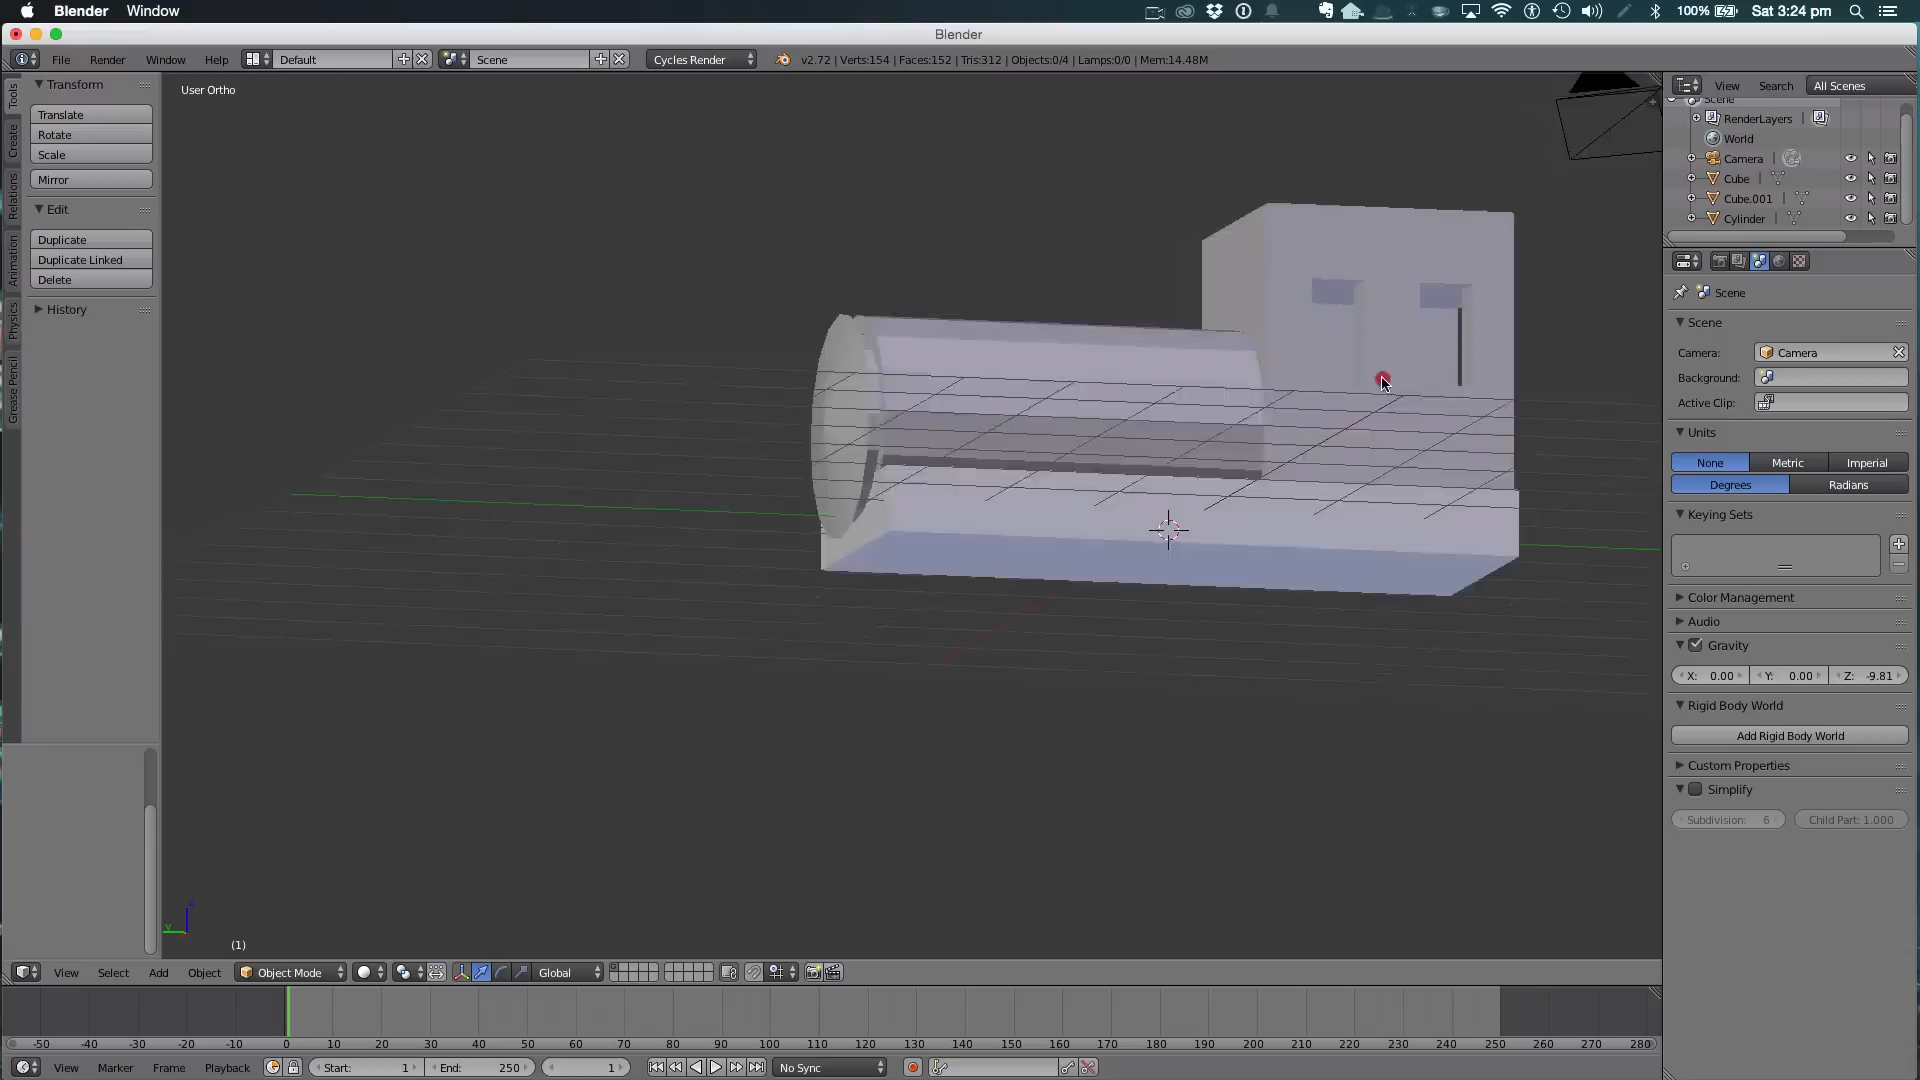 Blender Window 100% Sat 3:24 pm
Blender
File Render Window Help Default Scene Cycles Render v2.72 | Verts:154 | Faces:152 | Tris:312 | Objects:0/4 | Lamps:0/0 | Mem:14.48M
Tools
Create
Relations
Animation
Physics
Grease Pencil
Transform
Translate
Rotate
Scale
Mirror
Edit
Duplicate
Duplicate Linked
Delete
History
User Ortho
z
y
(1)
View Search All Scenes
Scene
RenderLayers |
World
Camera |
Cube |
Cube.001 |
Cylinder |
Scene
Scene
Camera: Camera
Background:
Active Clip:
Units
None Metric Imperial
Degrees Radians
Keying Sets
Color Management
Audio
Gravity
X: 0.00 Y: 0.00 Z: -9.81
Rigid Body World
Add Rigid Body World
Custom Properties
Simplify
Subdivision: 6 Child Part: 1.000
View Select Add Object Object Mode Global
-50 -40 -30 -20 -10 0 10 20 30 40 50 60 70 80 90 100 110 120 130 140 150 160 170 180 190 200 210 220 230 240 250 260 270 280
View Marker Frame Playback Start: 1 End: 250 1 No Sync